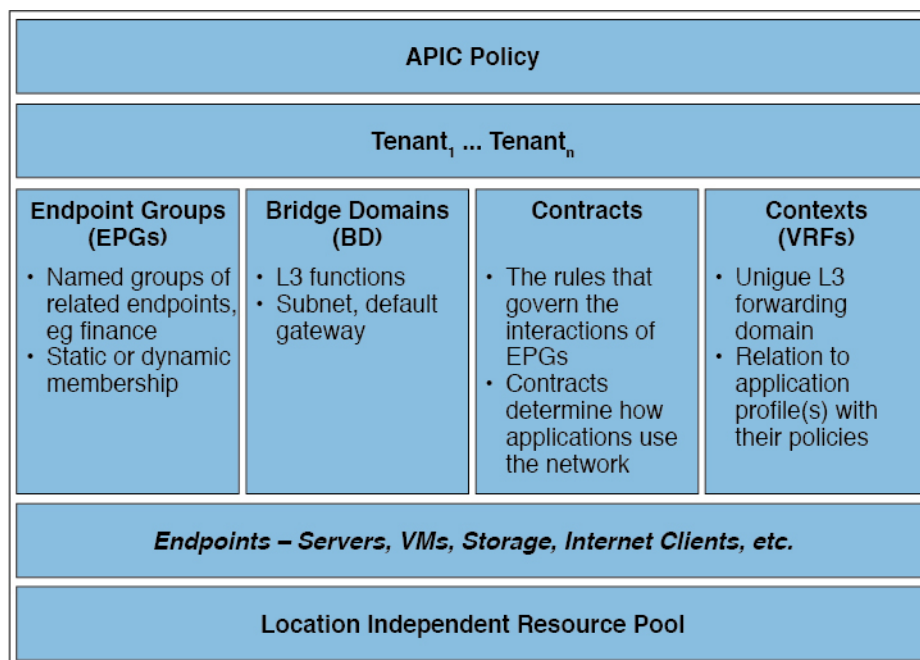 APIC Policy
Tenant1 ... Tenantn
Endpoint Groups
(EPGs)
• Named groups of
related endpoints,
eg finance
• Static or dynamic
membership
Bridge Domains
(BD)
• L3 functions
• Subnet, default
gateway
Contracts
• The rules that
govern the
interactions of
EPGs
• Contracts
determine how
applications use
the network
Contexts
(VRFs)
• Unigue L3
forwarding
domain
• Relation to
application
profile(s) with
their policies
Endpoints – Servers, VMs, Storage, Internet Clients, etc.
Location Independent Resource Pool